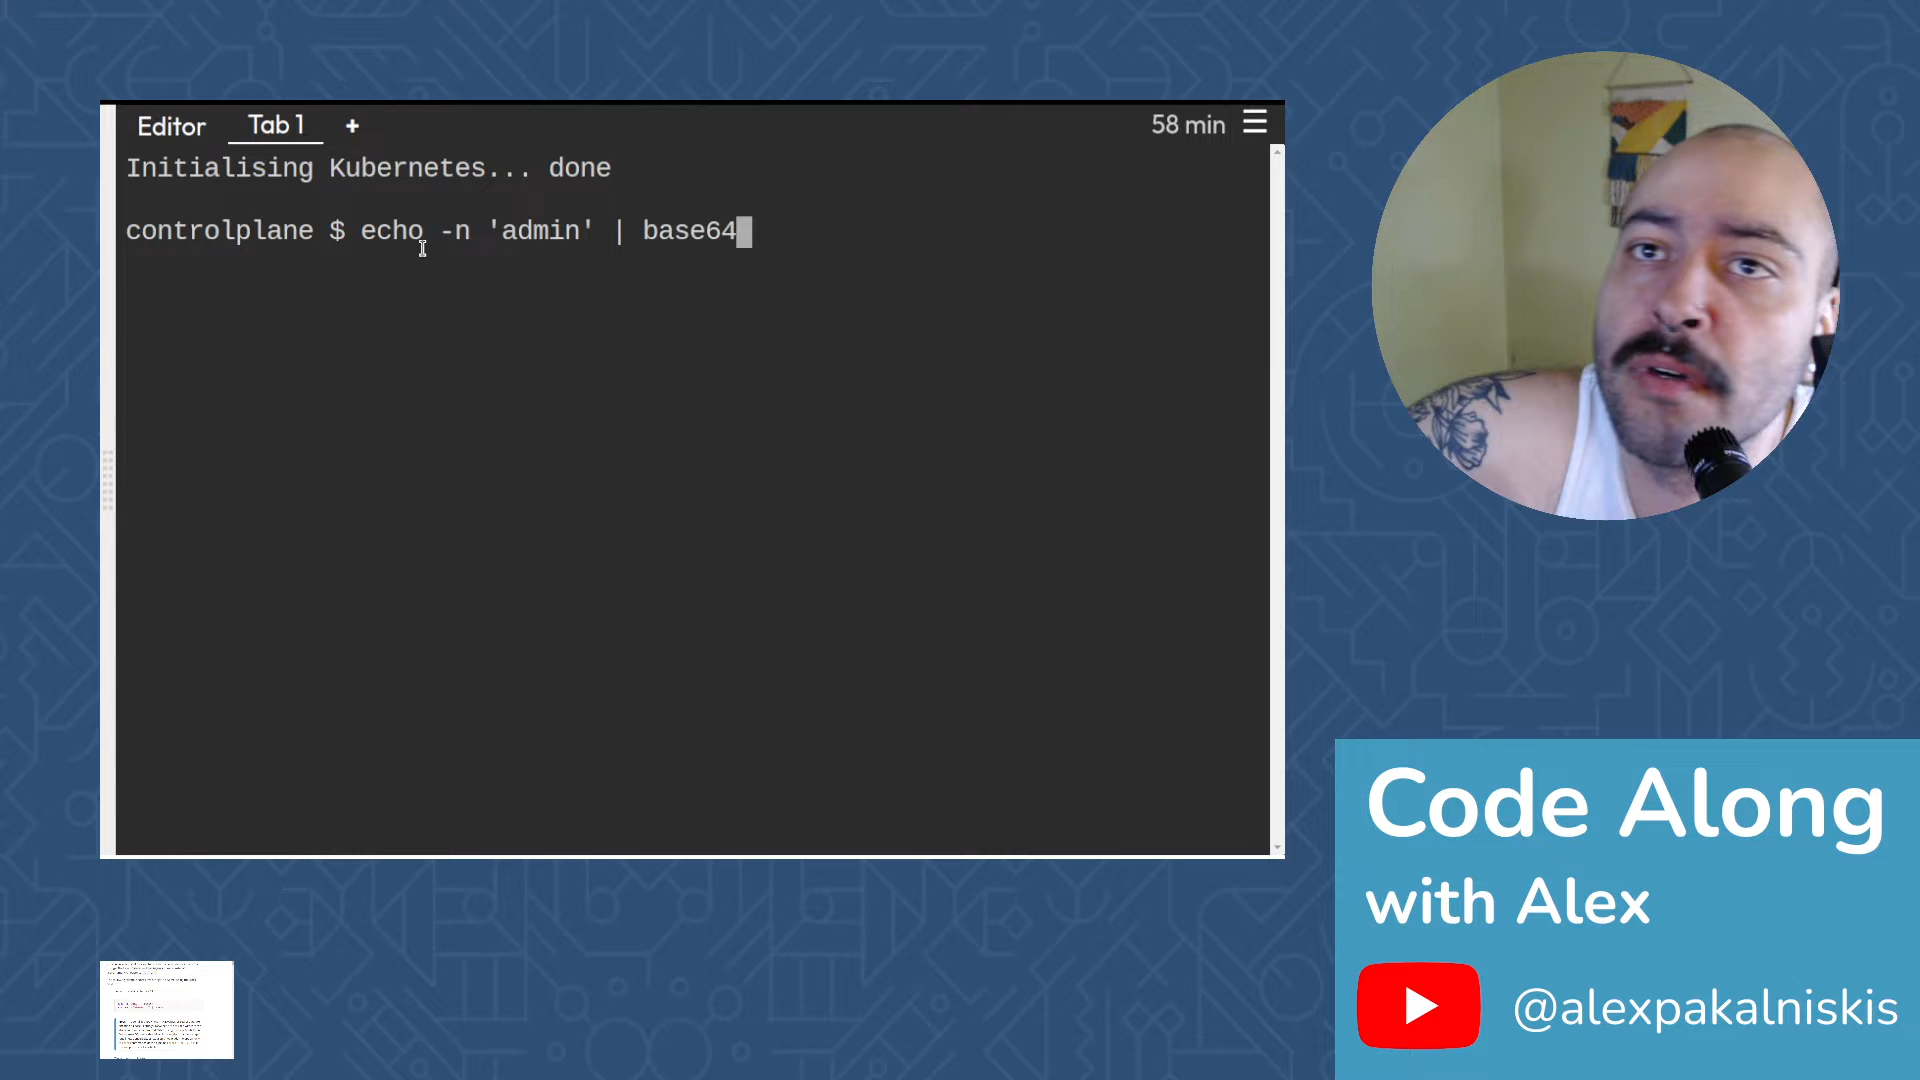 Editor Tab 1 + 58 min
Initialising Kubernetes... done
controlplane $ echo -n 'admin' | base64
Code Along
with Alex
@alexpakalniskis